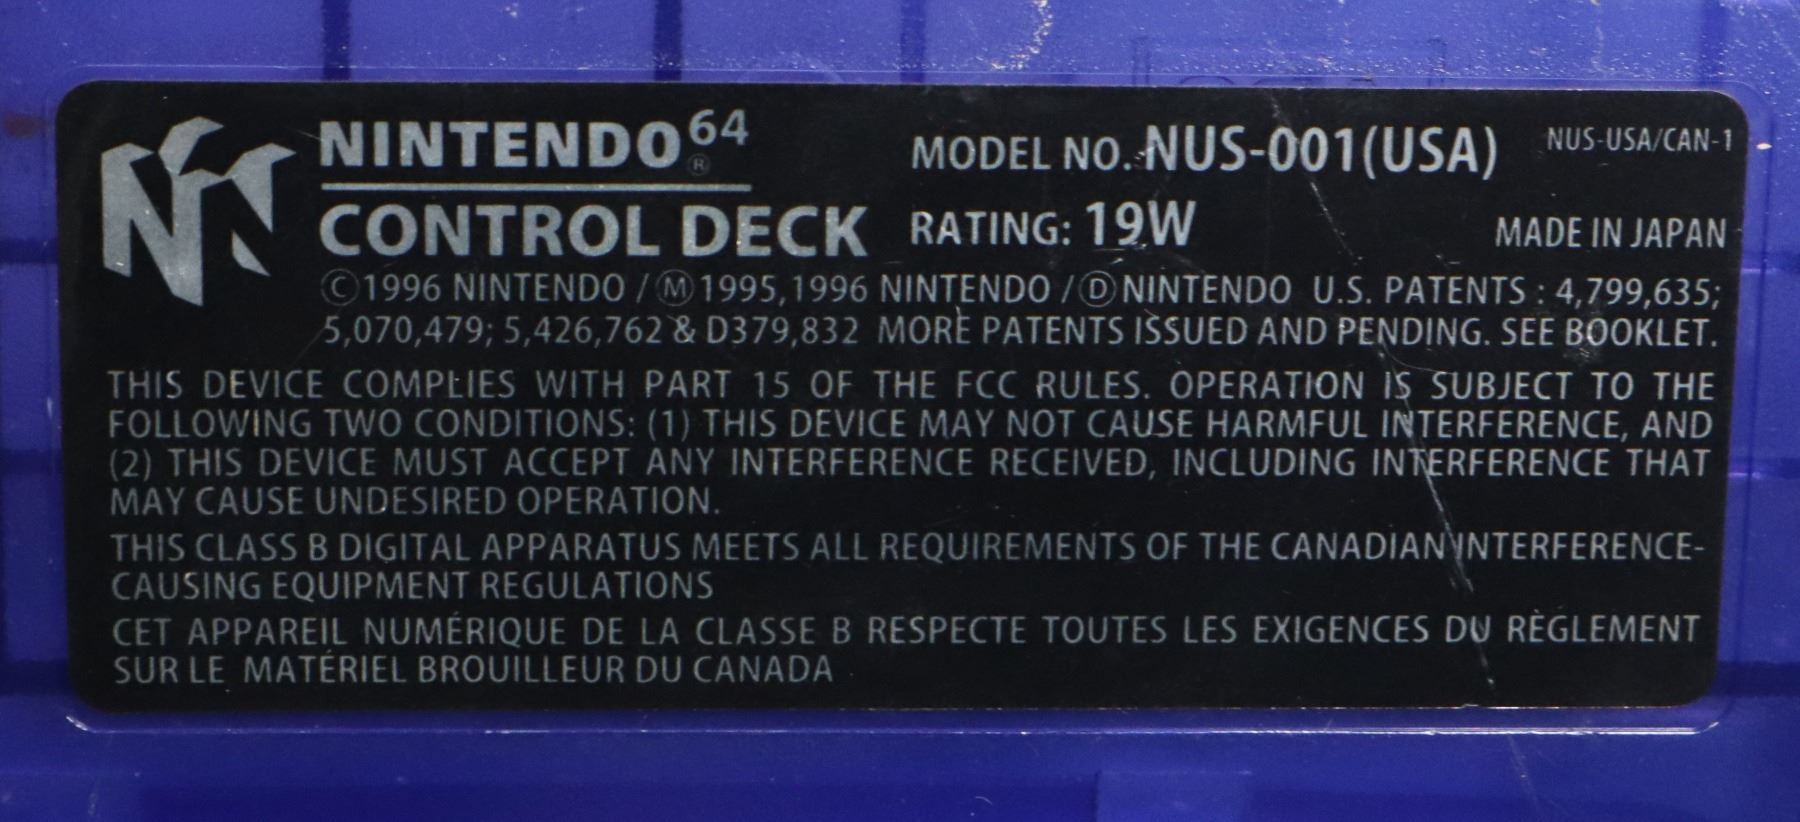 NINTENDO 64 ®
CONTROL DECK
MODEL NO. NUS-001(USA)
NUS-USA/CAN-1
RATING: 19W
MADE IN JAPAN
Ⓒ1996 NINTENDO / Ⓜ1995,1996 NINTENDO / ⒹNINTENDO U.S. PATENTS : 4,799,635;
5,070,479; 5,426,762 & D379,832 MORE PATENTS ISSUED AND PENDING. SEE BOOKLET.
THIS DEVICE COMPLIES WITH PART 15 OF THE FCC RULES. OPERATION IS SUBJECT TO THE
FOLLOWING TWO CONDITIONS: (1) THIS DEVICE MAY NOT CAUSE HARMFUL INTERFERENCE, AND
(2) THIS DEVICE MUST ACCEPT ANY INTERFERENCE RECEIVED, INCLUDING INTERFERENCE THAT
MAY CAUSE UNDESIRED OPERATION.
THIS CLASS B DIGITAL APPARATUS MEETS ALL REQUIREMENTS OF THE CANADIAN INTERFERENCE-
CAUSING EQUIPMENT REGULATIONS
CET APPAREIL NUMÉRIQUE DE LA CLASSE B RESPECTE TOUTES LES EXIGENCES DU RÈGLEMENT
SUR LE MATÉRIEL BROUILLEUR DU CANADA